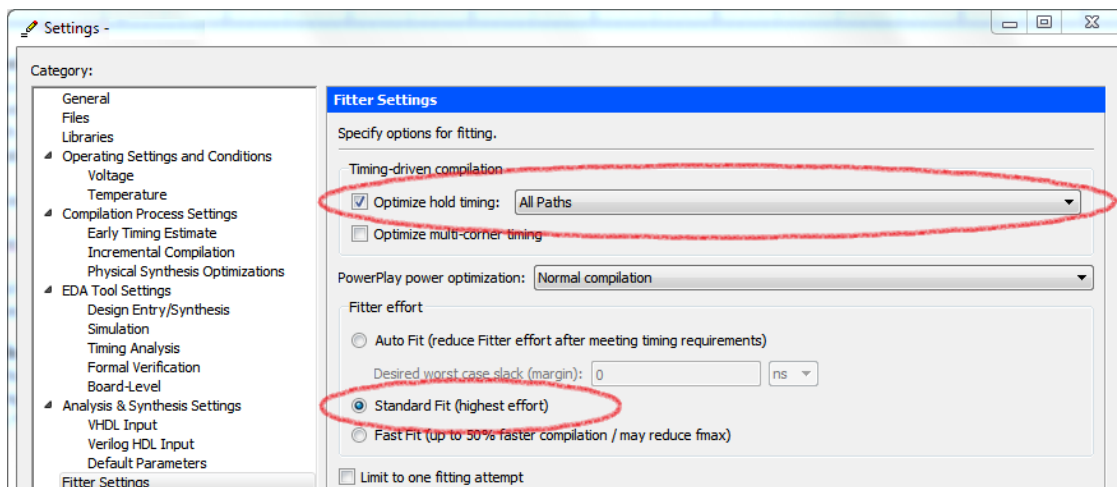 Settings -
Category:
General
Files
Libraries
Operating Settings and Conditions
Voltage
Temperature
Compilation Process Settings
Early Timing Estimate
Incremental Compilation
Physical Synthesis Optimizations
EDA Tool Settings
Design Entry/Synthesis
Simulation
Timing Analysis
Formal Verification
Board-Level
Analysis & Synthesis Settings
VHDL Input
Verilog HDL Input
Default Parameters
Fitter Settings
Fitter Settings
Specify options for fitting.
Timing-driven compilation
Optimize hold timing: All Paths
Optimize multi-corner timing
PowerPlay power optimization: Normal compilation
Fitter effort
Auto Fit (reduce Fitter effort after meeting timing requirements)
Desired worst case slack (margin): 0 ns
Standard Fit (highest effort)
Fast Fit (up to 50% faster compilation / may reduce fmax)
Limit to one fitting attempt